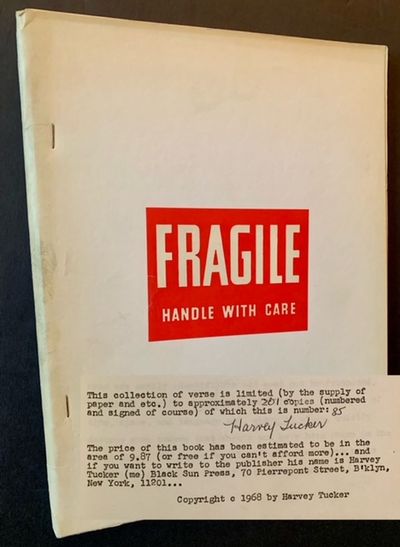 FRAGILE
HANDLE WITH CARE
This collection of verse is limited (by the supply of
paper and etc.) to approximately 201 copies (numbered
and signed of course) of which this is number: 85
Harvey Tucker
The price of this book has been estimated to be in the
area of 9.87 (or free if you can't afford more)... and
if you want to write to the publisher his name is Harvey
Tucker (me) Black Sun Press, 70 Pierrepont Street, B'klyn,
New York, 11201...
Copyright c 1968 by Harvey Tucker